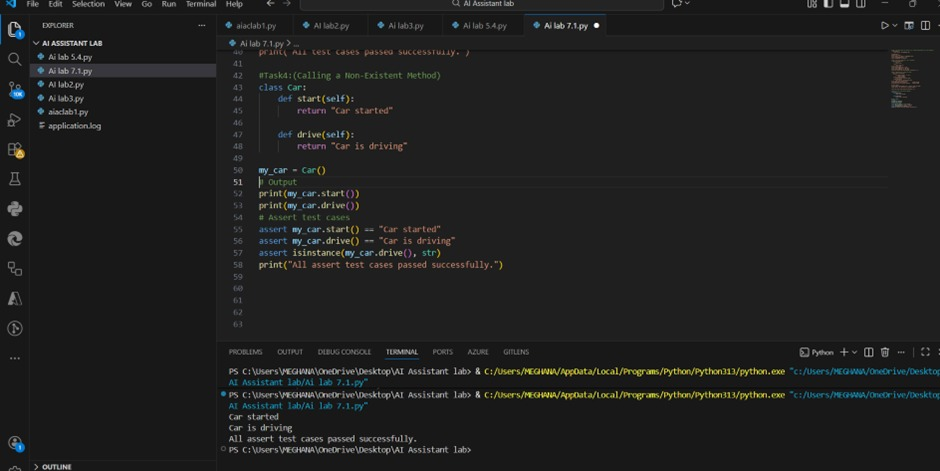 File Edit Selection View Go Run Terminal Help
AI Assistant lab
EXPLORER
AI ASSISTANT LAB
Ai lab 5.4.py
Ai lab 7.1.py
AI lab2.py
Ai lab3.py
aiaclab1.py
application.log
OUTLINE
aiaclab1.py AI lab2.py Ai lab3.py Ai lab 5.4.py Ai lab 7.1.py
Ai lab 7.1.py > ...
40 print("All test cases passed successfully.")
41
42 #Task4:(Calling a Non-Existent Method)
43 class Car:
44 def start(self):
45 return "Car started"
46
47 def drive(self):
48 return "Car is driving"
49
50 my_car = Car()
51 # Output
52 print(my_car.start())
53 print(my_car.drive())
54 # Assert test cases
55 assert my_car.start() == "Car started"
56 assert my_car.drive() == "Car is driving"
57 assert isinstance(my_car.drive(), str)
58 print("All assert test cases passed successfully.")
59
60
61
62
63
PROBLEMS OUTPUT DEBUG CONSOLE TERMINAL PORTS AZURE GITLENS
Python
PS C:\Users\MEGHANA\OneDrive\Desktop\AI Assistant lab> & C:/Users/MEGHANA/AppData/Local/Programs/Python/Python313/python.exe "c:/Users/MEGHANA/OneDrive/Desktop
AI Assistant lab/Ai lab 7.1.py"
PS C:\Users\MEGHANA\OneDrive\Desktop\AI Assistant lab> & C:/Users/MEGHANA/AppData/Local/Programs/Python/Python313/python.exe "c:/Users/MEGHANA/OneDrive/Desktop
AI Assistant lab/Ai lab 7.1.py"
Car started
Car is driving
All assert test cases passed successfully.
PS C:\Users\MEGHANA\OneDrive\Desktop\AI Assistant lab>